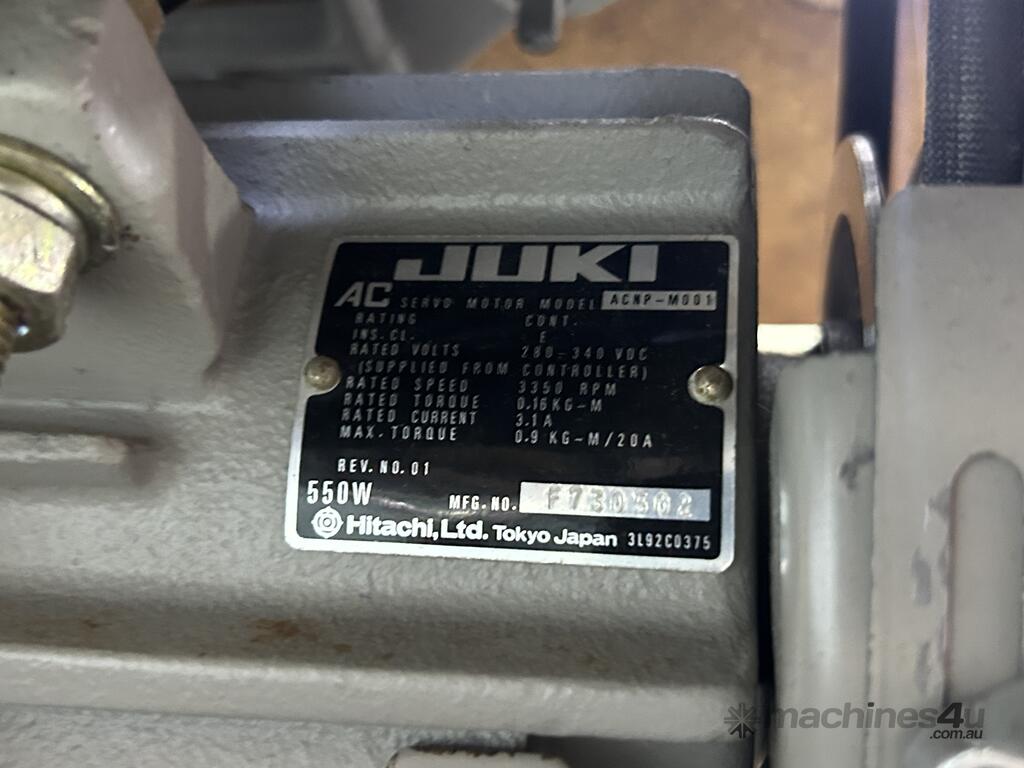 JUKI
AC SERVO MOTOR MODEL ACNP-M001
RATING CONT.
INS.CL. E
RATED VOLTS 280-340 VDC
(SUPPLIED FROM CONTROLLER)
RATED SPEED 3350 RPM
RATED TORQUE 0.16KG-M
RATED CURRENT 3.1A
MAX. TORQUE 0.9 KG-M/20A
REV. NO. 01
550W MFG. NO. F730502
Hitachi, Ltd. Tokyo Japan 3L92C0375
machines4u
.com.au